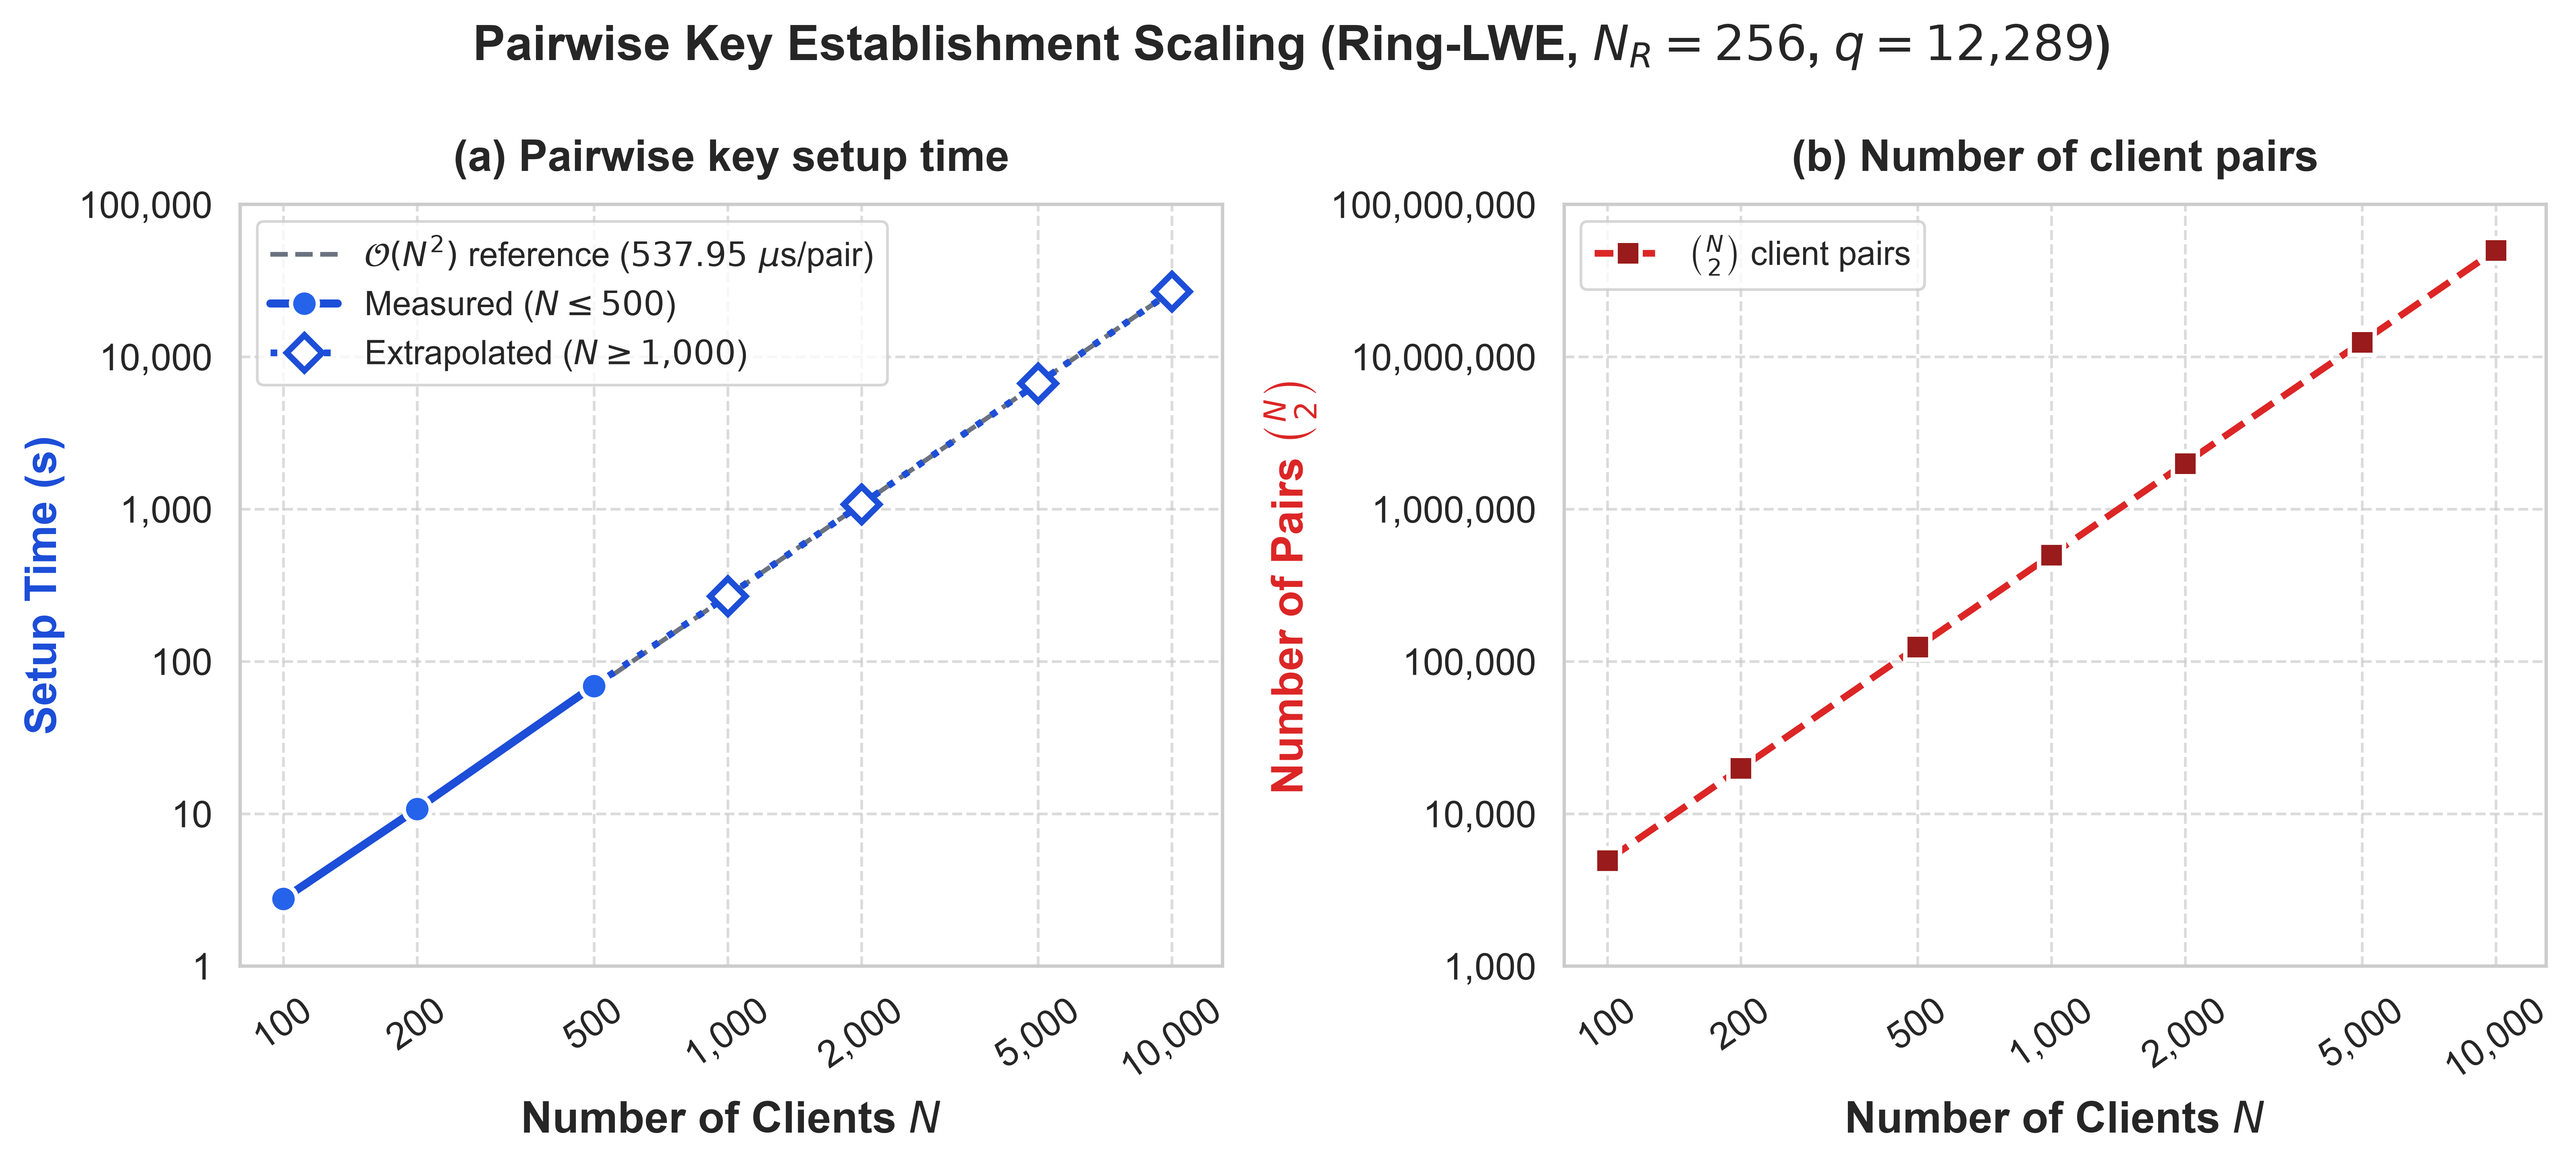 Pairwise Key Establishment Scaling (Ring-LWE, N_R = 256, q = 12,289)
(a) Pairwise key setup time
100,000
10,000
1,000
100
10
1
Setup Time (s)
𝒪(N²) reference (537.95 μs/pair)
Measured (N ≤ 500)
Extrapolated (N ≥ 1,000)
100 200 500 1,000 2,000 5,000 10,000
Number of Clients N
(b) Number of client pairs
100,000,000
10,000,000
1,000,000
100,000
10,000
1,000
Number of Pairs (N 2)
(N 2) client pairs
100 200 500 1,000 2,000 5,000 10,000
Number of Clients N